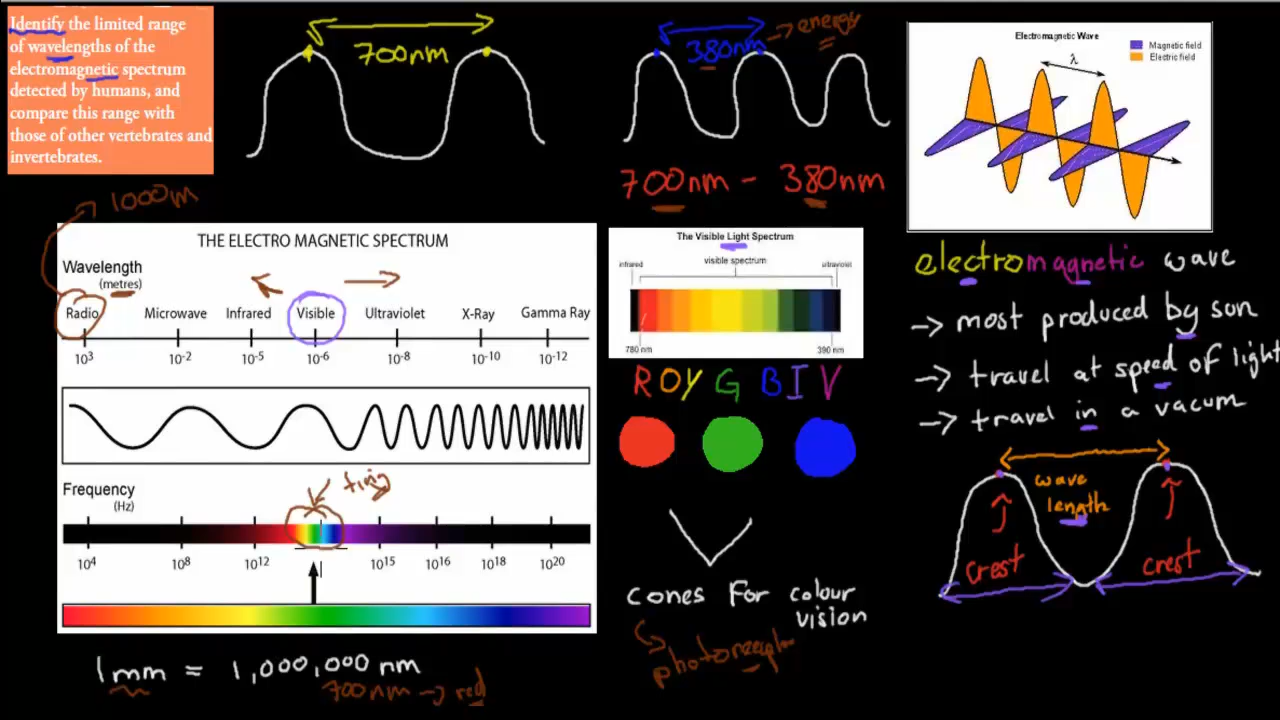 Identify the limited range
of wavelengths of the
electromagnetic spectrum
detected by humans, and
compare this range with
those of other vertebrates and
invertebrates.
700nm
380nm → energy
700nm - 380nm
Electromagnetic Wave
Magnetic field
Electric field
λ
→ 1000m
THE ELECTRO MAGNETIC SPECTRUM
Wavelength
(metres)
Radio Microwave Infrared Visible Ultraviolet X-Ray Gamma Ray
10³ 10⁻² 10⁻⁵ 10⁻⁶ 10⁻⁸ 10⁻¹⁰ 10⁻¹²
Frequency
(Hz)
tiny
10⁴ 10⁸ 10¹² 10¹⁵ 10¹⁶ 10¹⁸ 10²⁰
1mm = 1,000,000 nm
700nm → red
The Visible Light Spectrum
visible spectrum
infrared ultraviolet
780 nm 390 nm
R O Y G B I V
cones for colour
vision
electromagnetic wave
→ most produced by sun
→ travel at speed of light
→ travel in a vacum
wave
length
crest crest